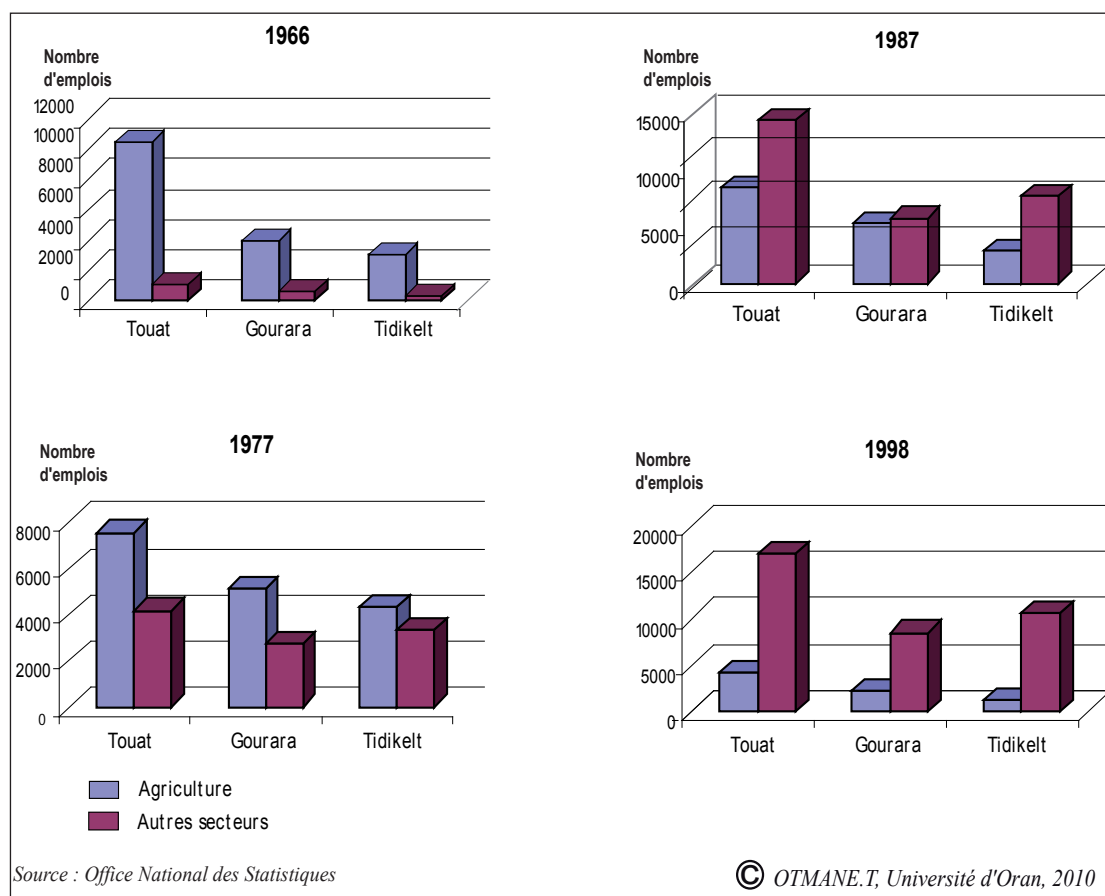 1966
Nombre
d'emplois
12000
10000
8000
6000
4000
2000
0
Touat Gourara Tidikelt
1987
Nombre
d'emplois
15000
10000
5000
0
Touat Gourara Tidikelt
1977
Nombre
d'emplois
8000
6000
4000
2000
0
Touat Gourara Tidikelt
1998
Nombre
d'emplois
20000
15000
10000
5000
0
Touat Gourara Tidikelt
Agriculture
Autres secteurs
Source : Office National des Statistiques
© OTMANE.T, Université d'Oran, 2010